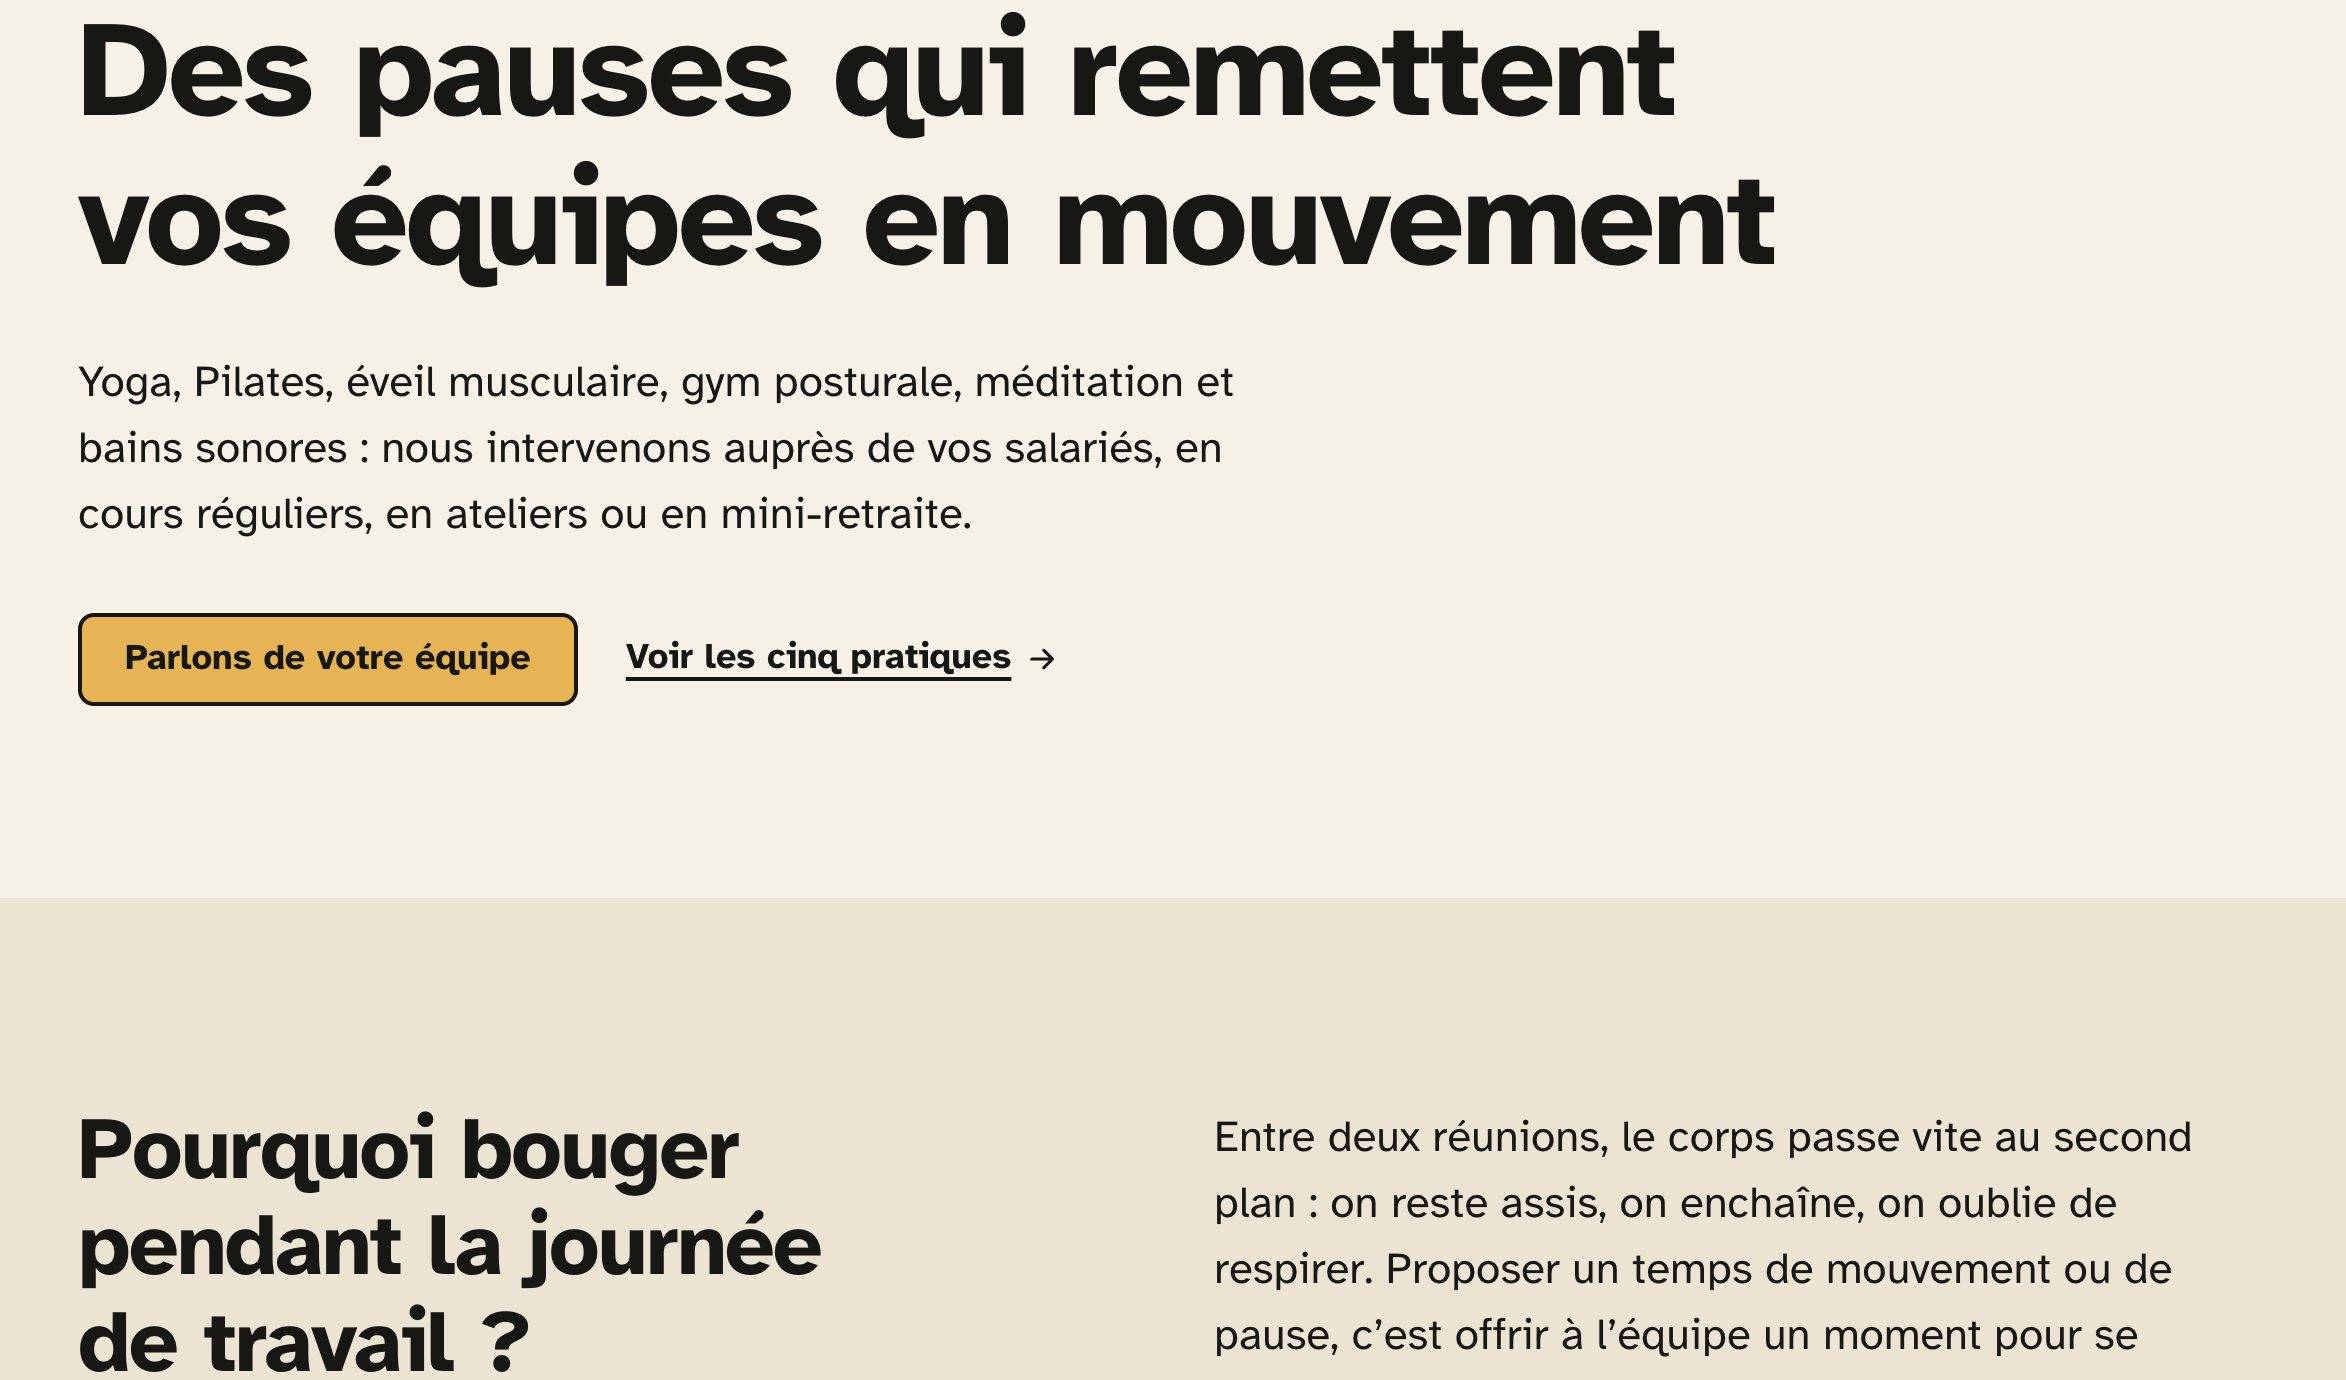 Des pauses qui remettent
vos équipes en mouvement
Yoga, Pilates, éveil musculaire, gym posturale, méditation et
bains sonores : nous intervenons auprès de vos salariés, en
cours réguliers, en ateliers ou en mini-retraite.
Parlons de votre équipe
Voir les cinq pratiques →
Pourquoi bouger
pendant la journée
de travail ?
Entre deux réunions, le corps passe vite au second
plan : on reste assis, on enchaîne, on oublie de
respirer. Proposer un temps de mouvement ou de
pause, c’est offrir à l’équipe un moment pour se